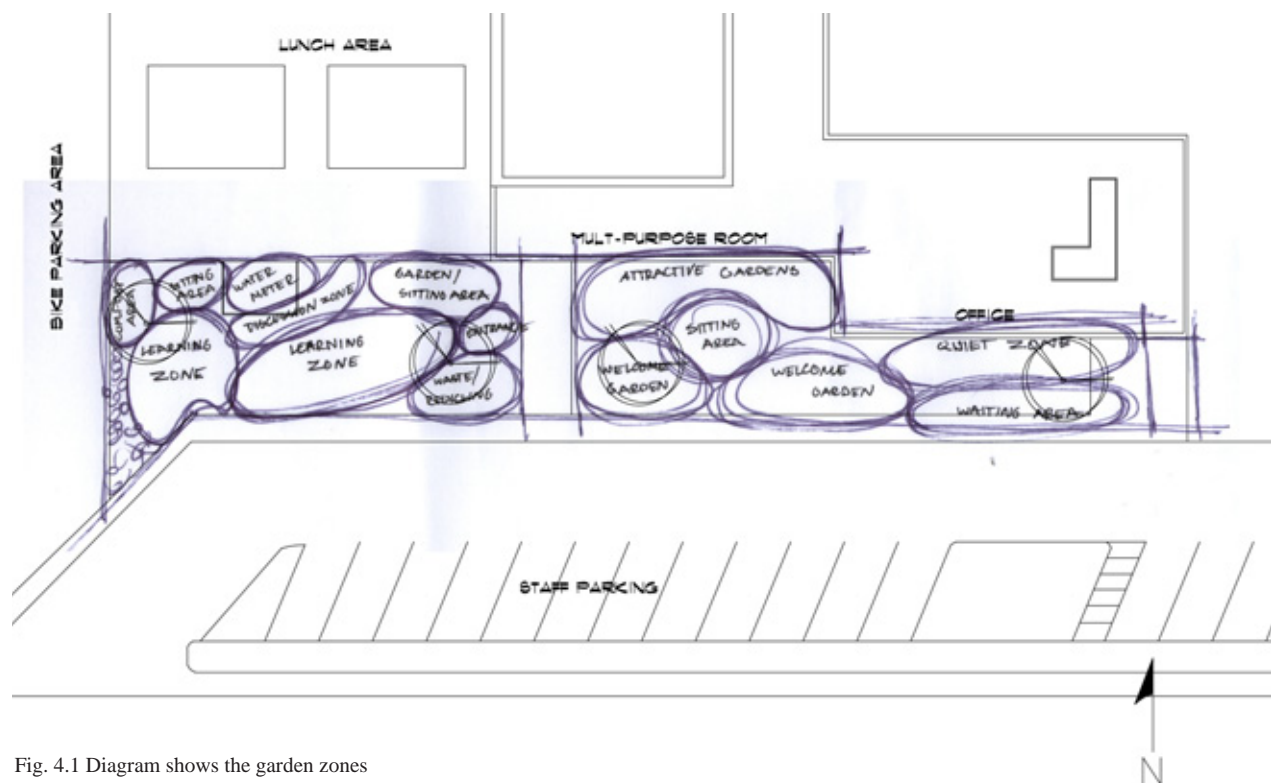 LUNCH AREA
BIKE PARKING AREA
MULT-PURPOSE ROOM
OFFICE
COMPOST
AREA
SITTING
AREA
WATER
METER
DISCUSSION ZONE
GARDEN/
SITTING AREA
ENTRANCE
LEARNING
ZONE
LEARNING
ZONE
WASTE/
RECYCLING
ATTRACTIVE GARDENS
SITTING
AREA
WELCOME
GARDEN
WELCOME
GARDEN
QUIET ZONE
WAITING AREA
STAFF PARKING
N
Fig. 4.1 Diagram shows the garden zones